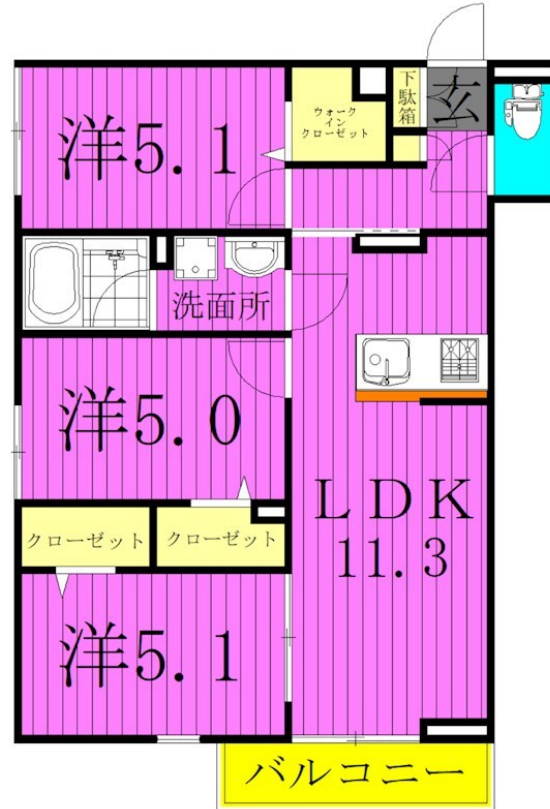 洋5.1
ウォーク
イン
クローゼット
下駄箱
玄
洗面所
洋5.0
LDK
11.3
クローゼット
クローゼット
洋5.1
バルコニー